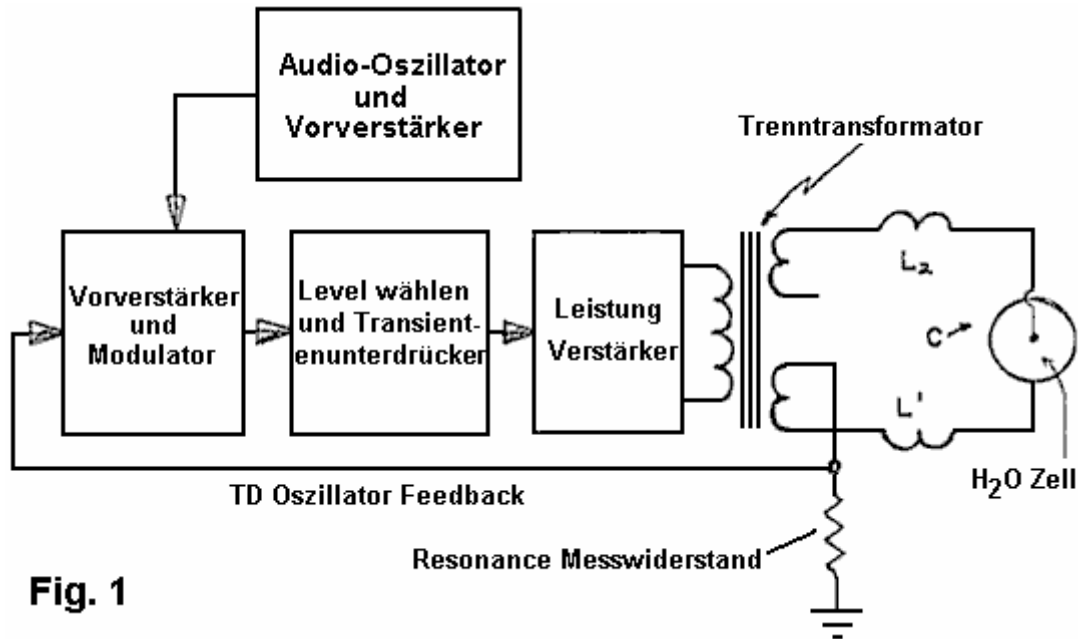 Audio-Oszillator
und
Vorverstärker
Trenntransformator
Vorverstärker
und
Modulator
Level wählen
und Transient-
enunterdrücker
Leistung
Verstärker
L2
C
L'
H2O Zell
TD Oszillator Feedback
Resonance Messwiderstand
Fig. 1